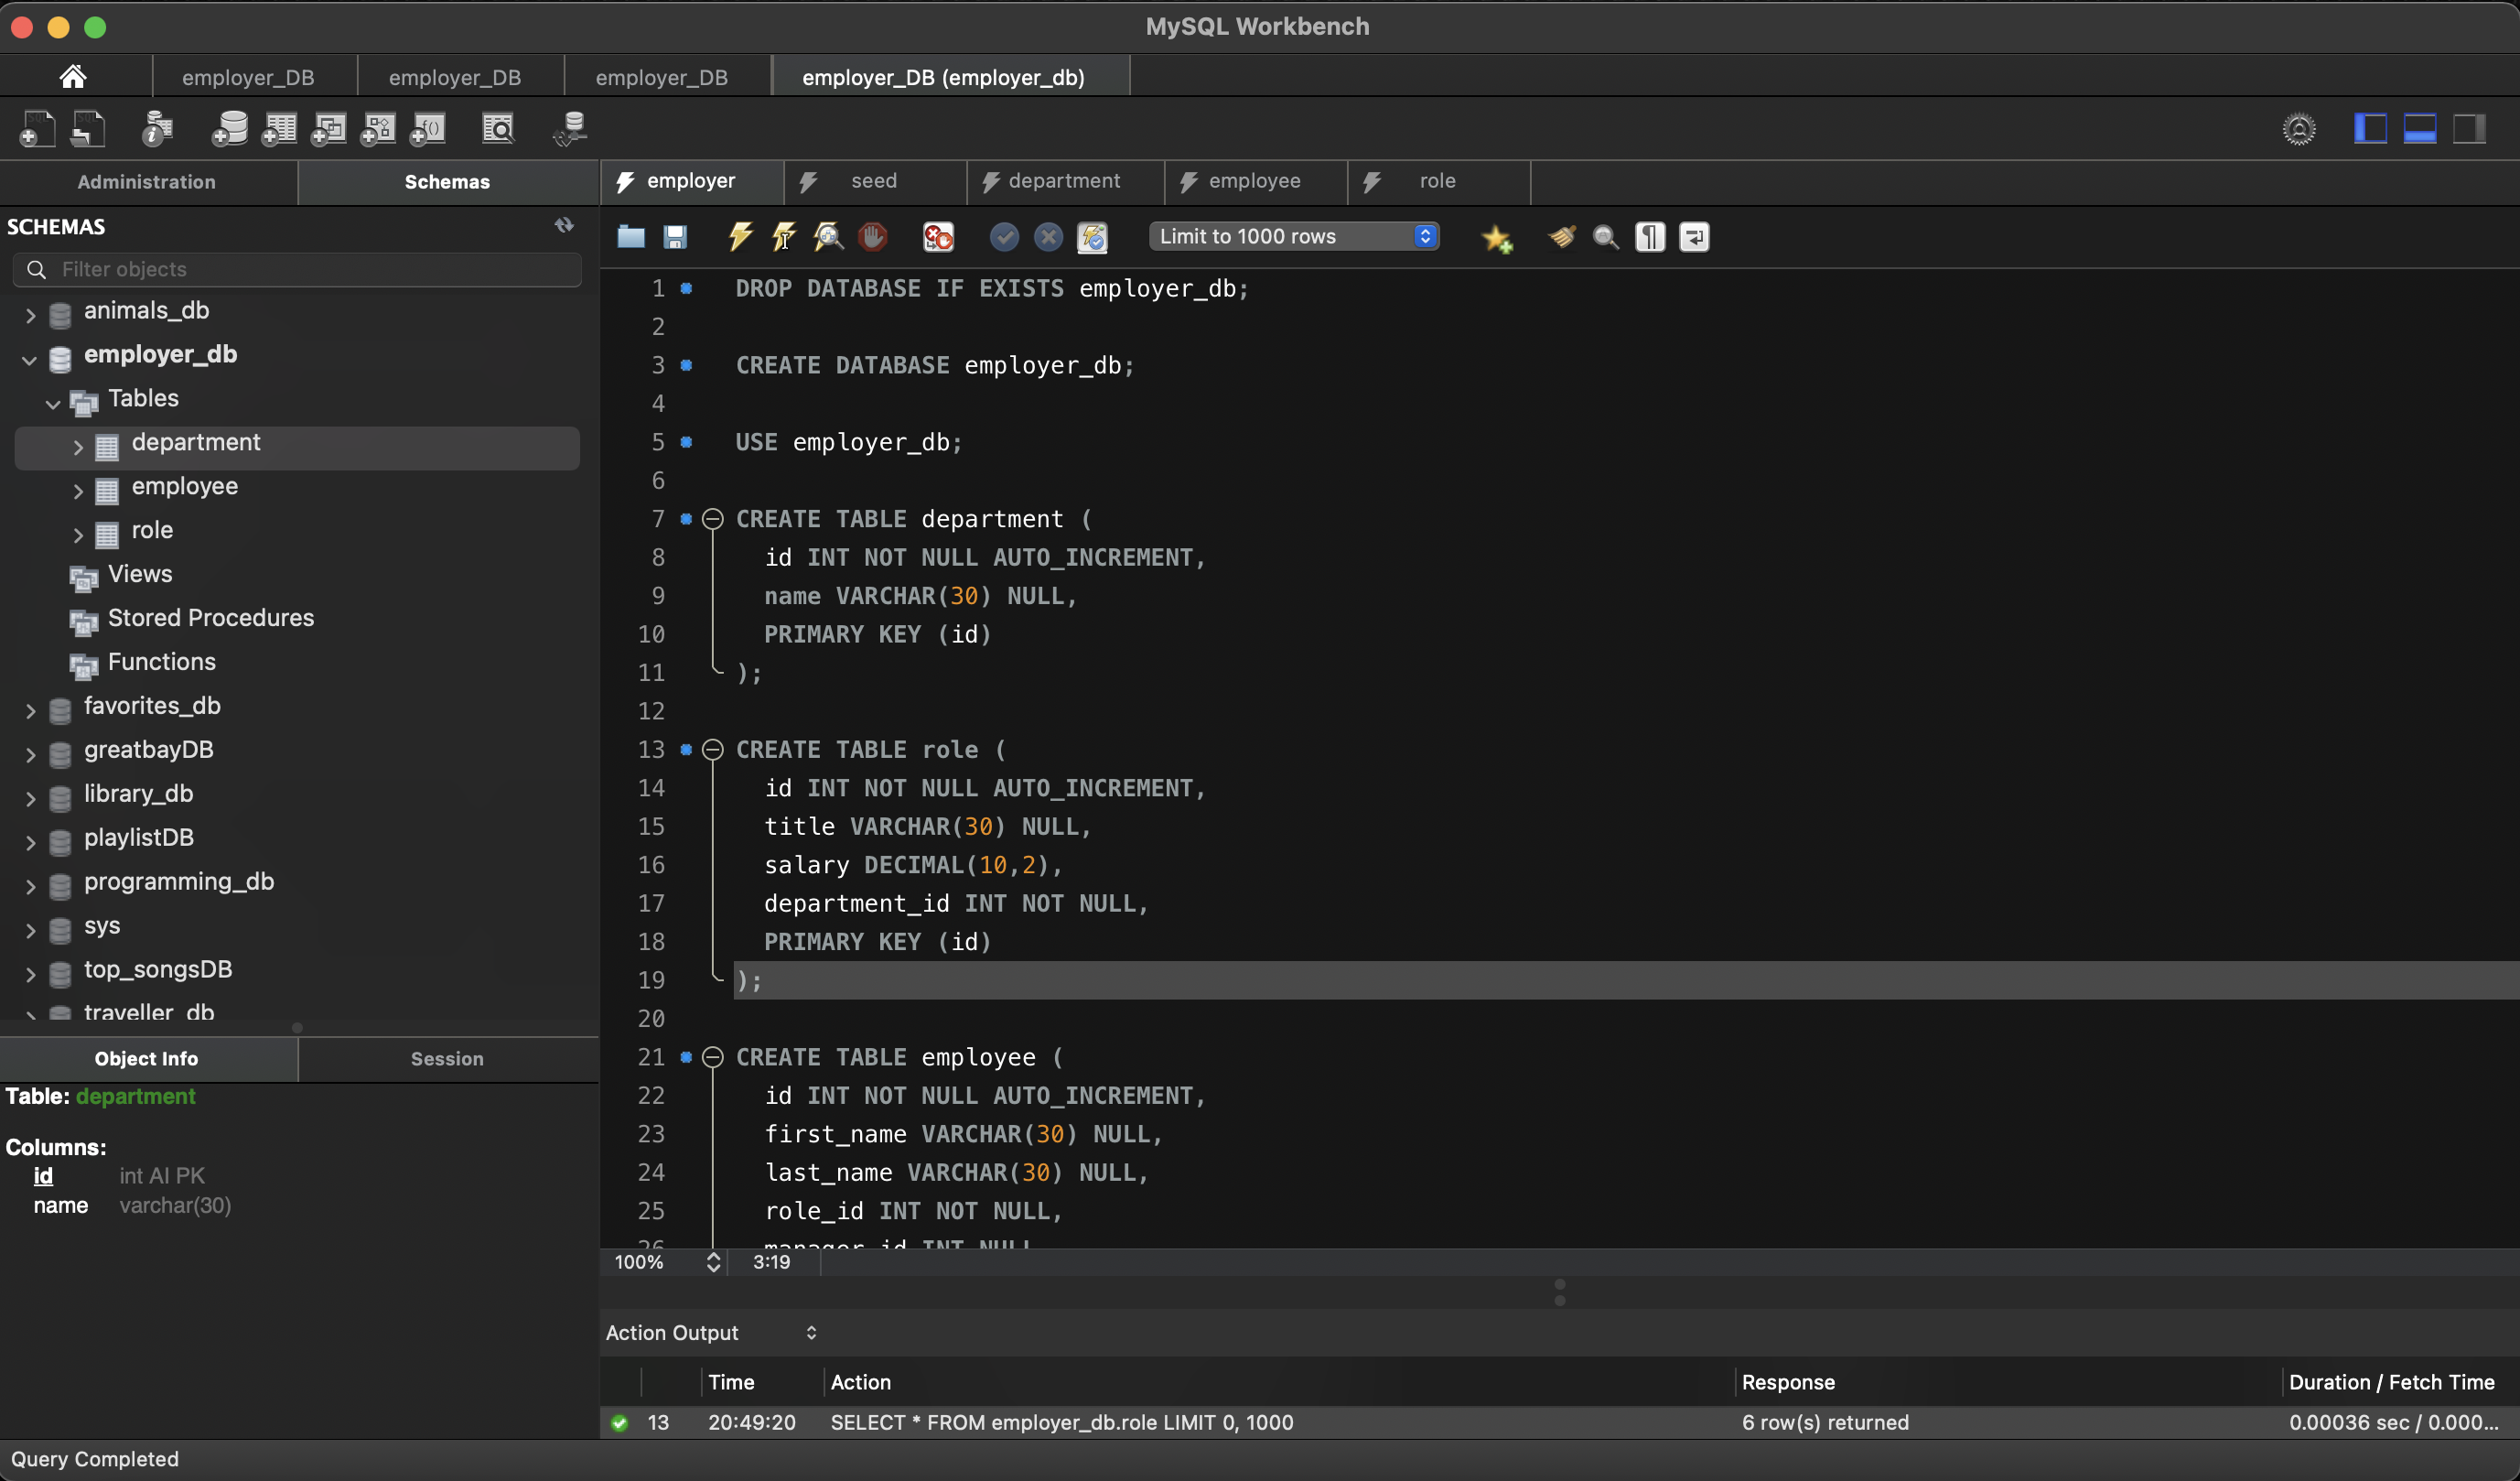 MySQL Workbench
employer_DB
employer_DB
employer_DB
employer_DB (employer_db)
Administration
Schemas
employer
seed
department
employee
role
SCHEMAS
Filter objects
animals_db
employer_db
Tables
department
employee
role
Views
Stored Procedures
Functions
favorites_db
greatbayDB
library_db
playlistDB
programming_db
sys
top_songsDB
traveller_db
Object Info
Session
Table: department
Columns:
id int AI PK
name varchar(30)
Limit to 1000 rows
1 DROP DATABASE IF EXISTS employer_db;
2
3 CREATE DATABASE employer_db;
4
5 USE employer_db;
6
7 CREATE TABLE department (
8 id INT NOT NULL AUTO_INCREMENT,
9 name VARCHAR(30) NULL,
10 PRIMARY KEY (id)
11 );
12
13 CREATE TABLE role (
14 id INT NOT NULL AUTO_INCREMENT,
15 title VARCHAR(30) NULL,
16 salary DECIMAL(10,2),
17 department_id INT NOT NULL,
18 PRIMARY KEY (id)
19 );
20
21 CREATE TABLE employee (
22 id INT NOT NULL AUTO_INCREMENT,
23 first_name VARCHAR(30) NULL,
24 last_name VARCHAR(30) NULL,
25 role_id INT NOT NULL,
26 manager_id INT NULL
100%
3:19
Action Output
Time Action Response Duration / Fetch Time
13 20:49:20 SELECT * FROM employer_db.role LIMIT 0, 1000 6 row(s) returned 0.00036 sec / 0.000...
Query Completed